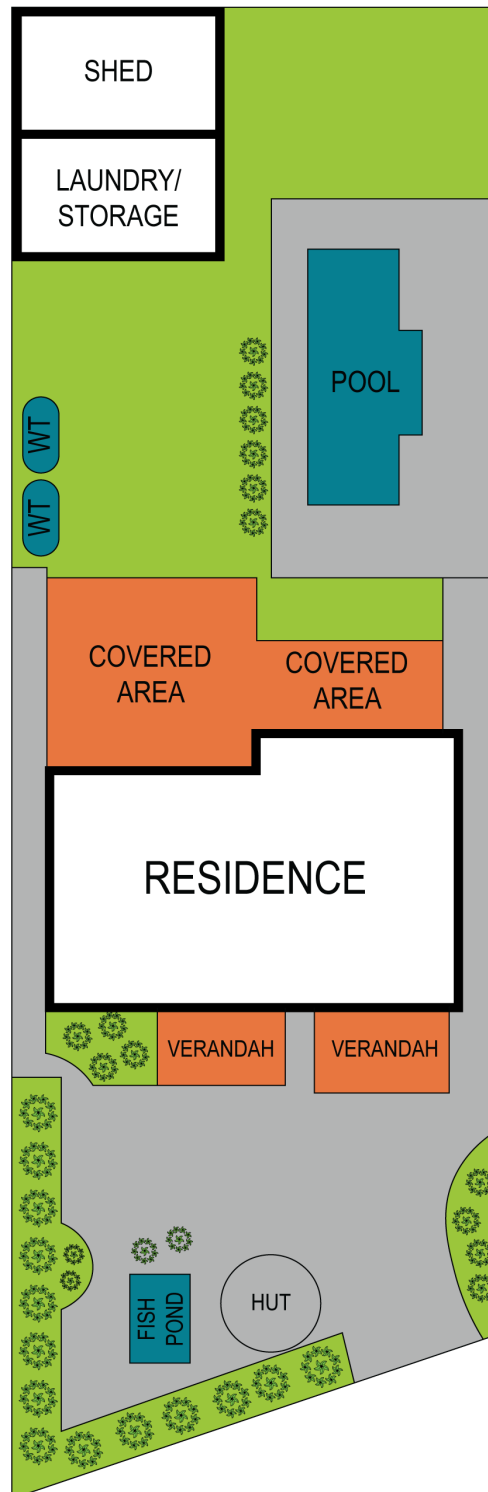 SHED
LAUNDRY/
STORAGE
POOL
WT
WT
COVERED
AREA
COVERED
AREA
RESIDENCE
VERANDAH
VERANDAH
FISH
POND
HUT